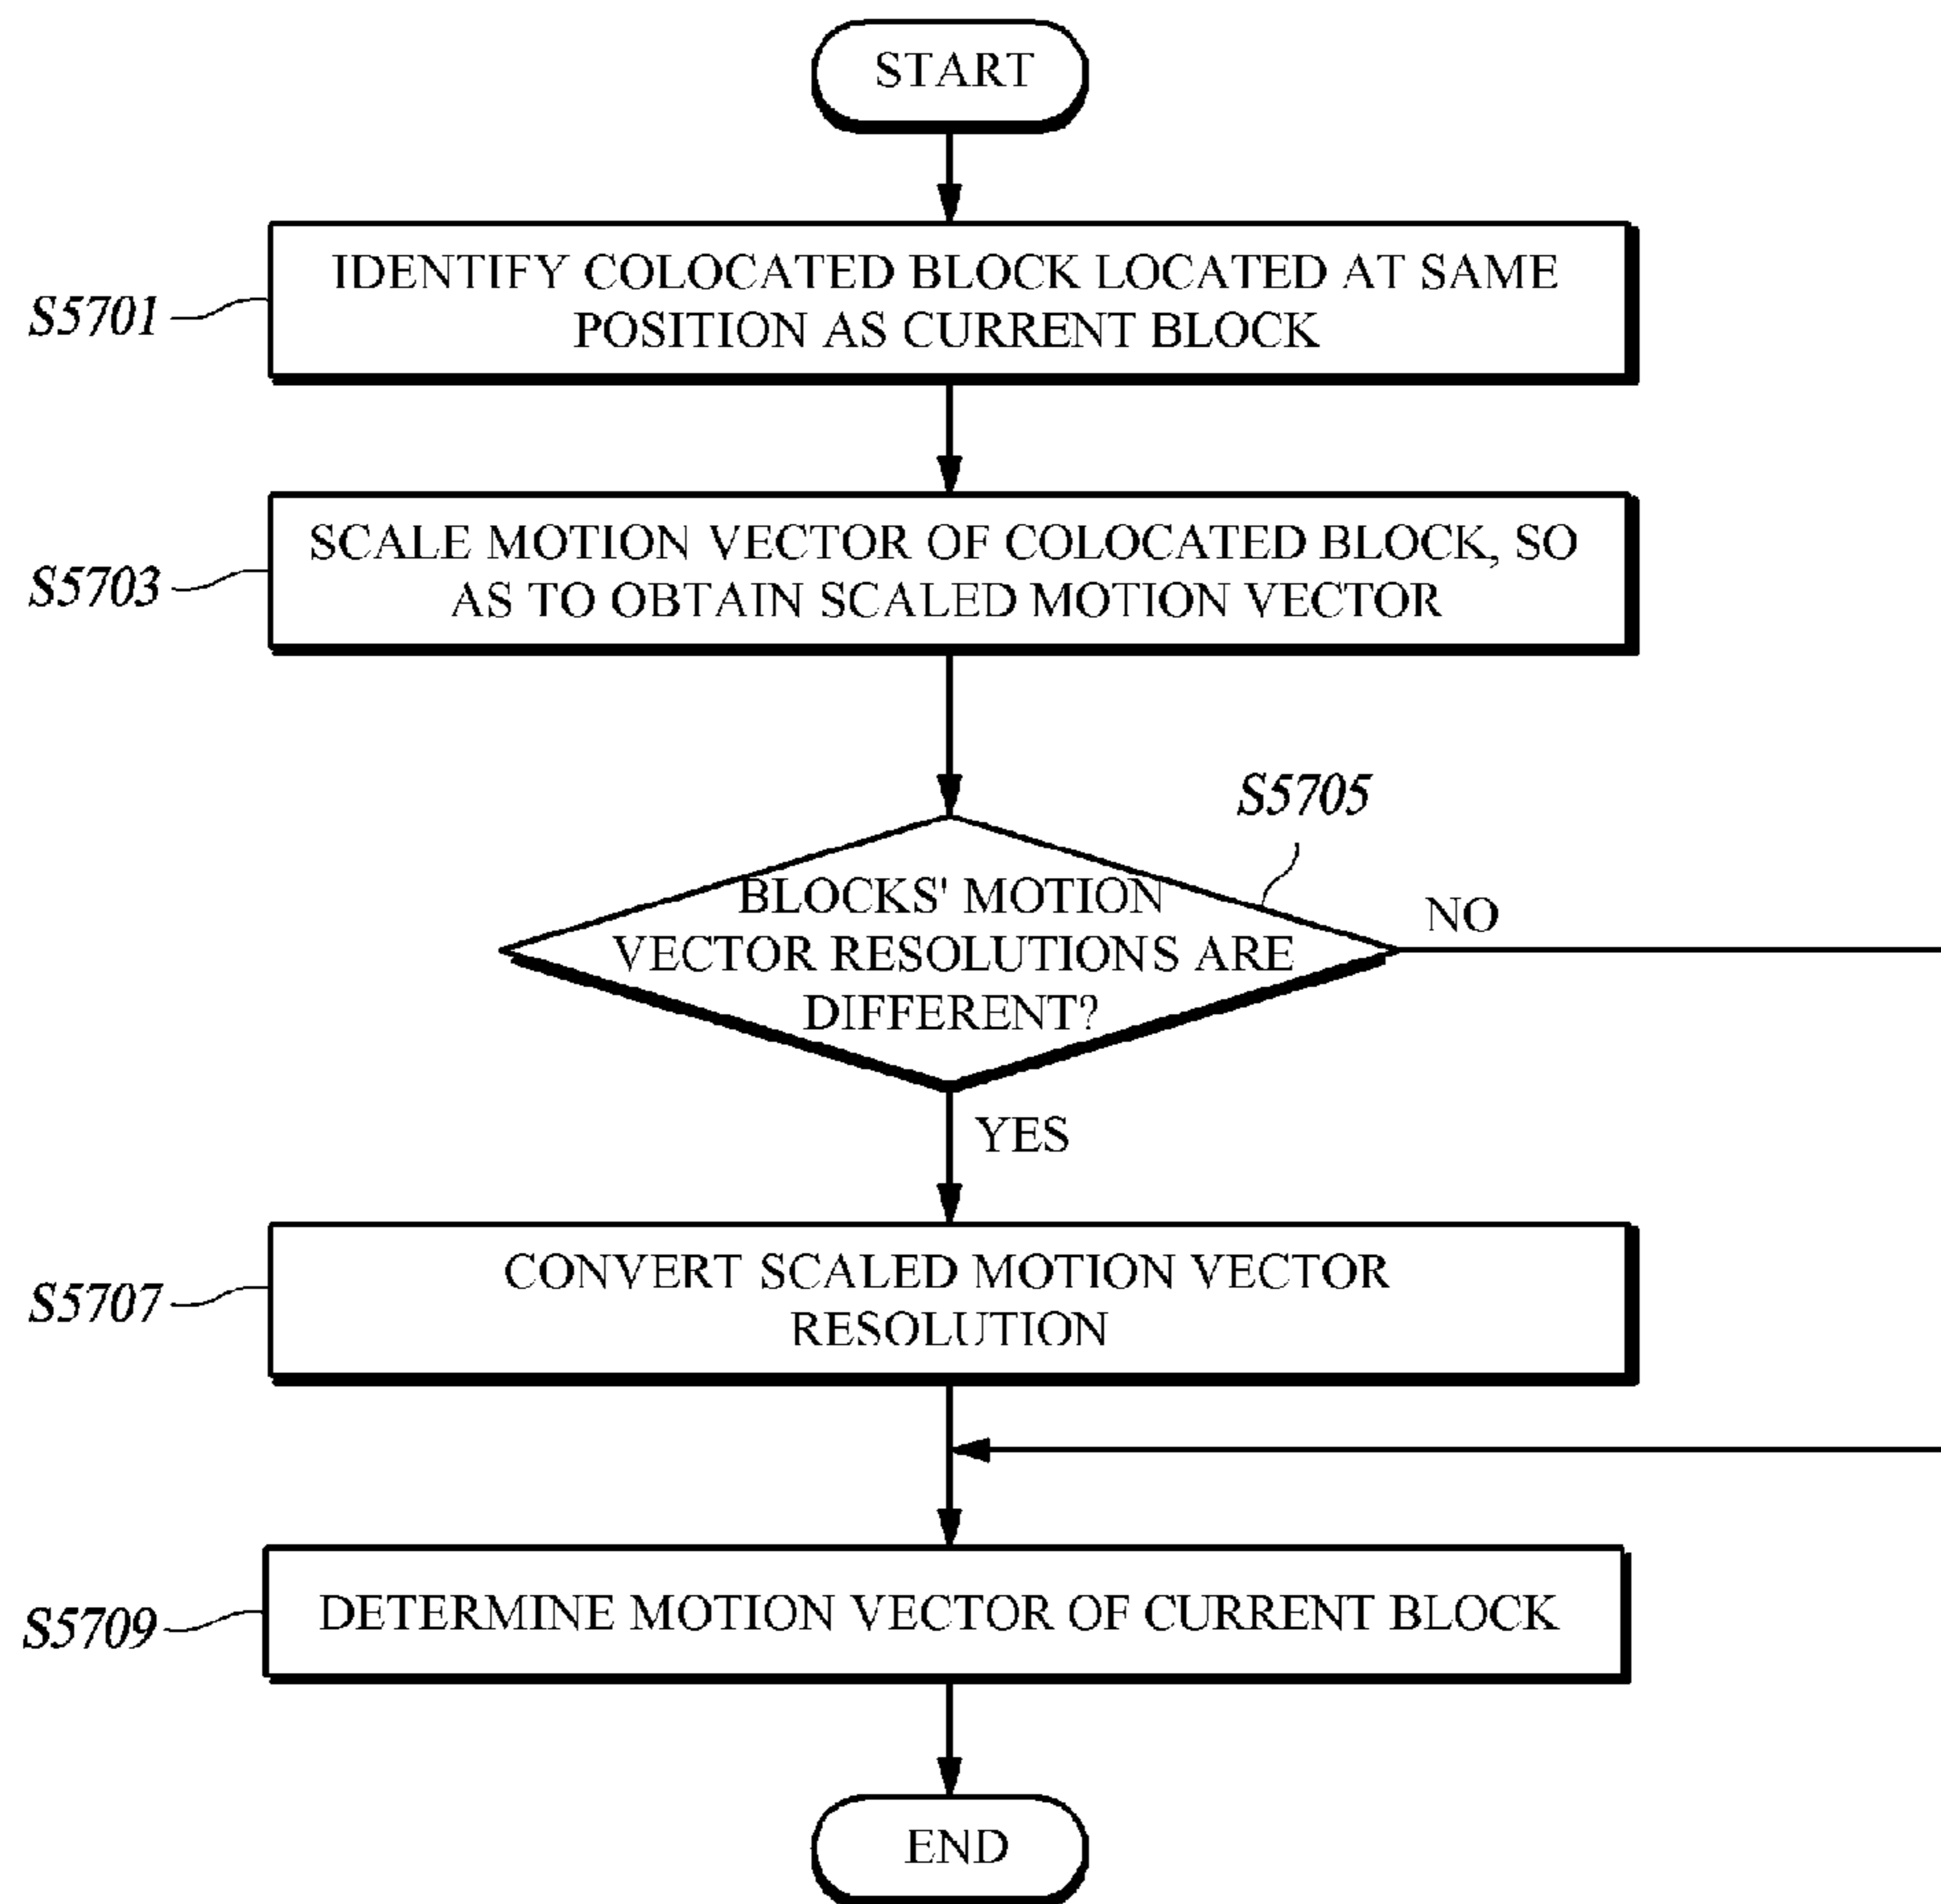 START
S5701
IDENTIFY COLOCATED BLOCK LOCATED AT SAME
POSITION AS CURRENT BLOCK
S5703
SCALE MOTION VECTOR OF COLOCATED BLOCK, SO
AS TO OBTAIN SCALED MOTION VECTOR
S5705
BLOCKS' MOTION
VECTOR RESOLUTIONS ARE
DIFFERENT?
NO
YES
S5707
CONVERT SCALED MOTION VECTOR
RESOLUTION
S5709
DETERMINE MOTION VECTOR OF CURRENT BLOCK
END